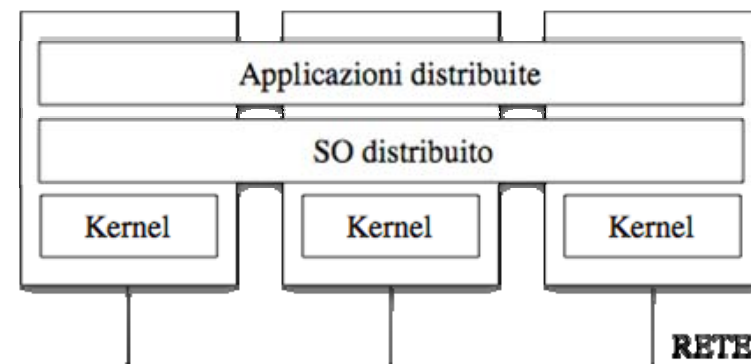 Applicazioni distribuite
SO distribuito
Kernel Kernel Kernel
RETE